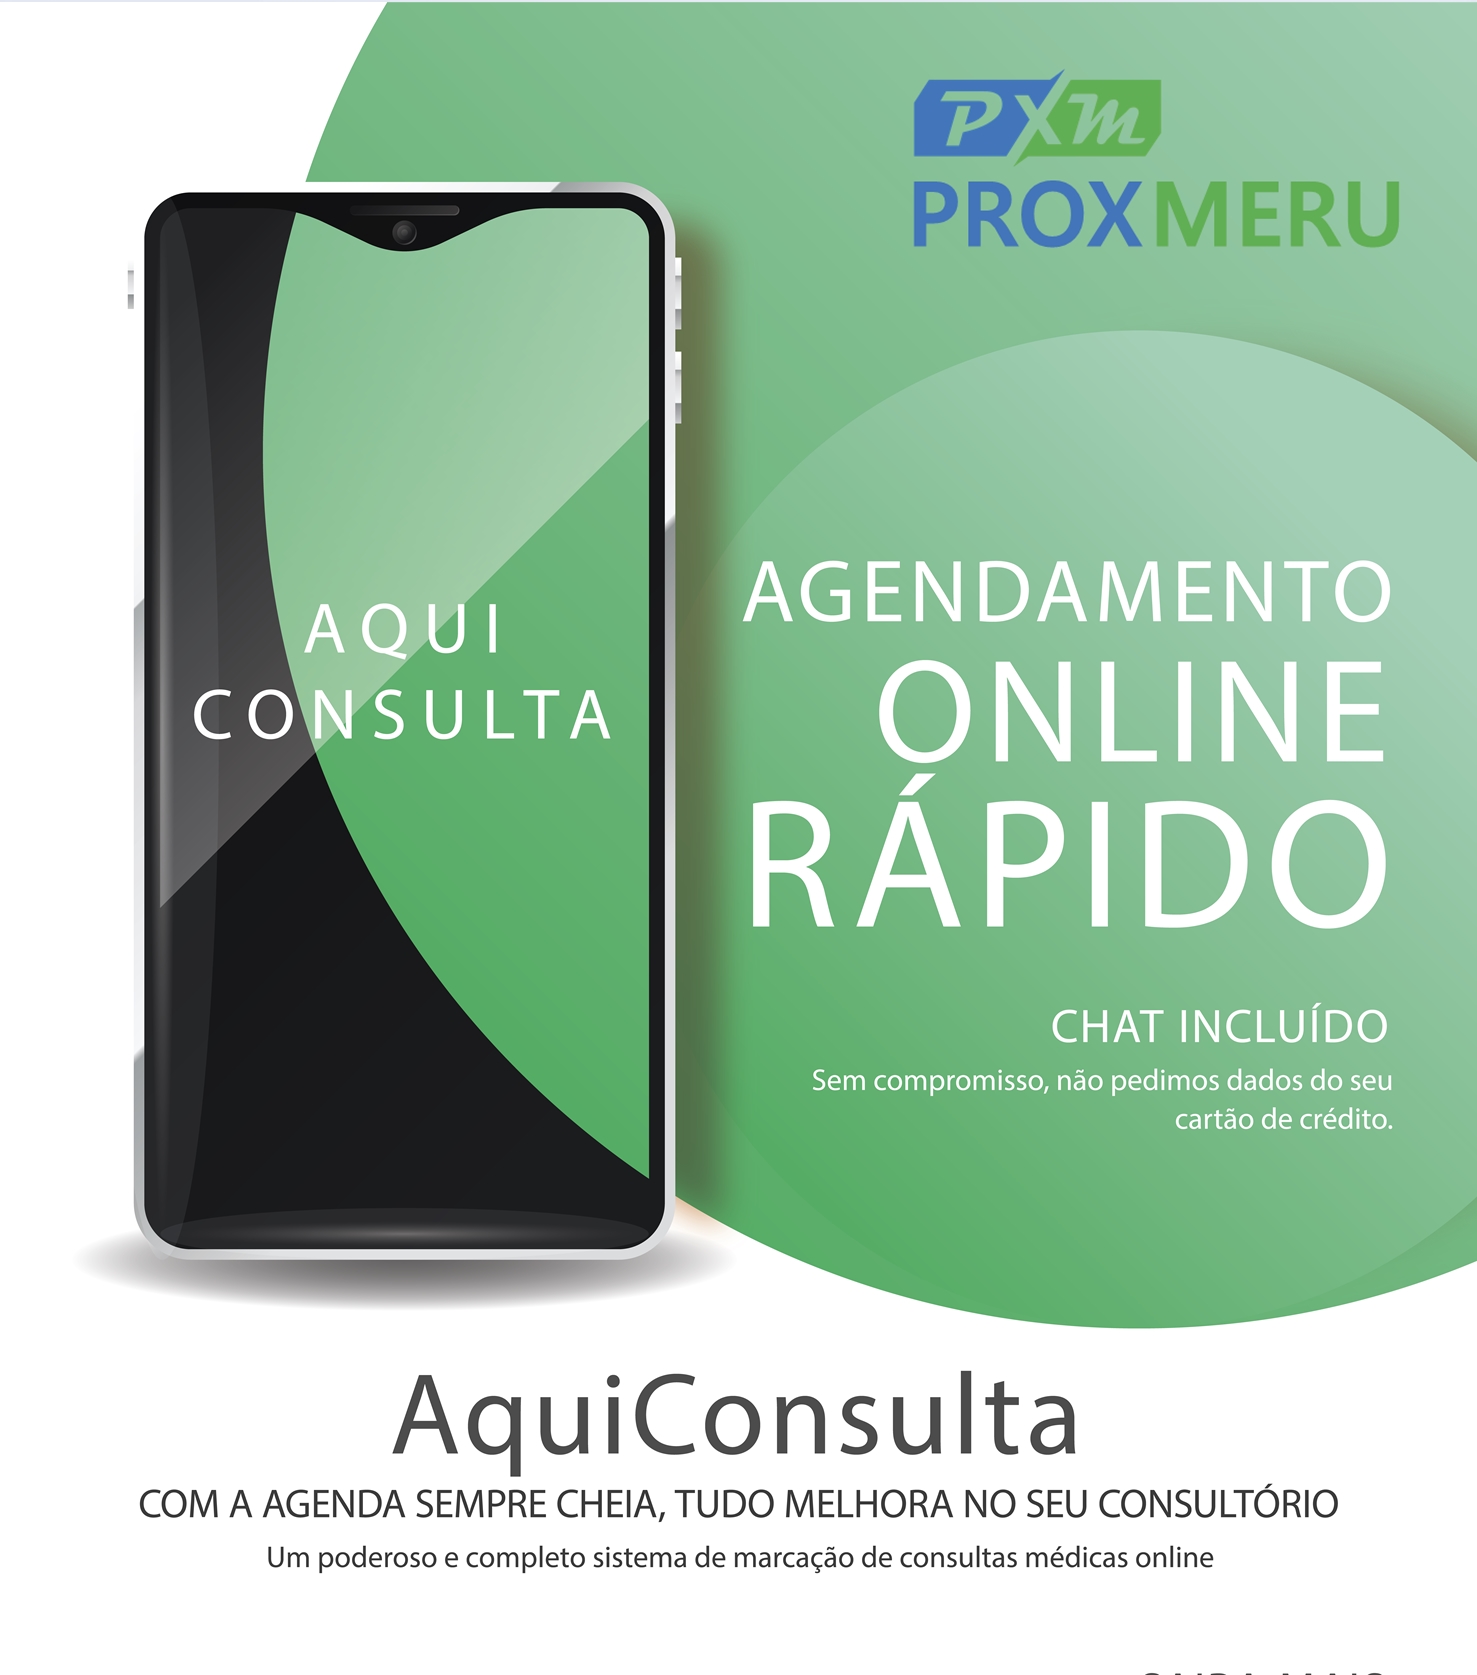 PXM
PROXMERU
AQUI
CONSULTA
AGENDAMENTO
ONLINE
RÁPIDO
CHAT INCLUÍDO
Sem compromisso, não pedimos dados do seu
cartão de crédito.
AquiConsulta
COM A AGENDA SEMPRE CHEIA, TUDO MELHORA NO SEU CONSULTÓRIO
Um poderoso e completo sistema de marcação de consultas médicas online